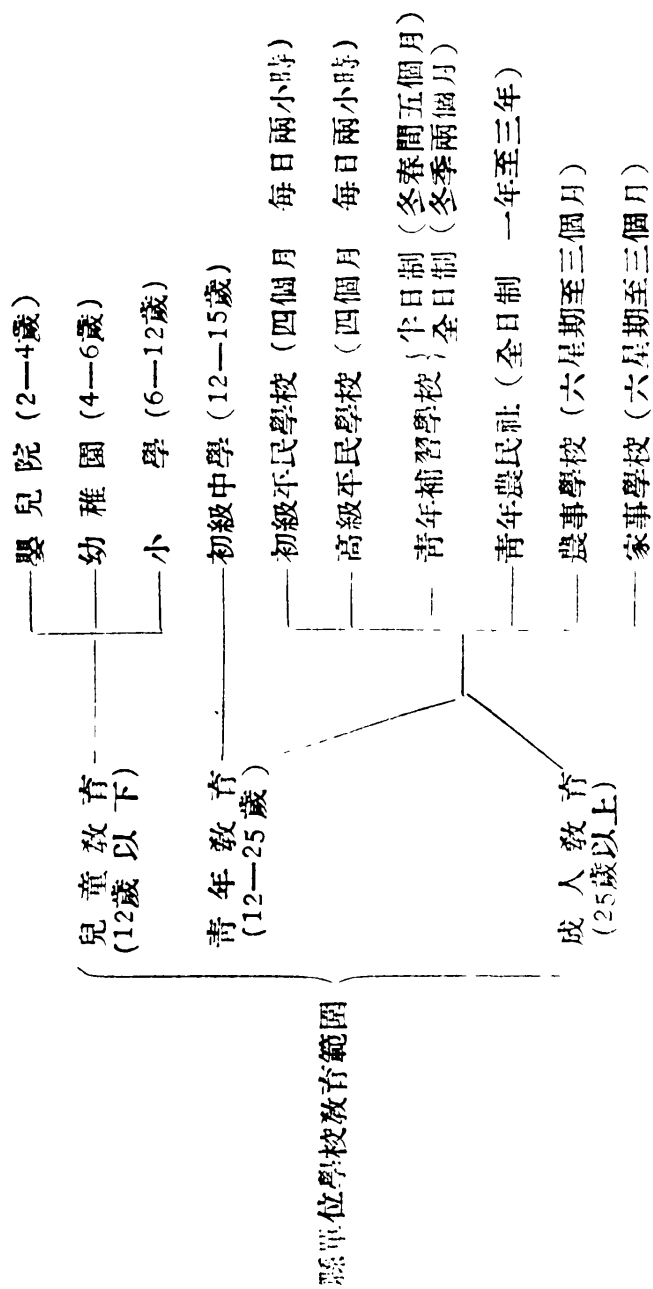 縣單位學校敎育範圍
兒童敎育
(12歲以下)
靑年敎育
(12—25歲)
成人敎育
(25歲以上)
嬰兒院 (2—4歲)
幼稚園 (4—6歲)
小學 (6—12歲)
初級中學 (12—15歲)
初級平民學校 (四個月 每日兩小時)
高級平民學校 (四個月 每日兩小時)
靑年補習學校 {半日制 (冬春間五個月)
全日制 (冬季兩個月)
靑年農民社 (全日制 一年至三年)
農事學校 (六星期至三個月)
家事學校 (六星期至三個月)